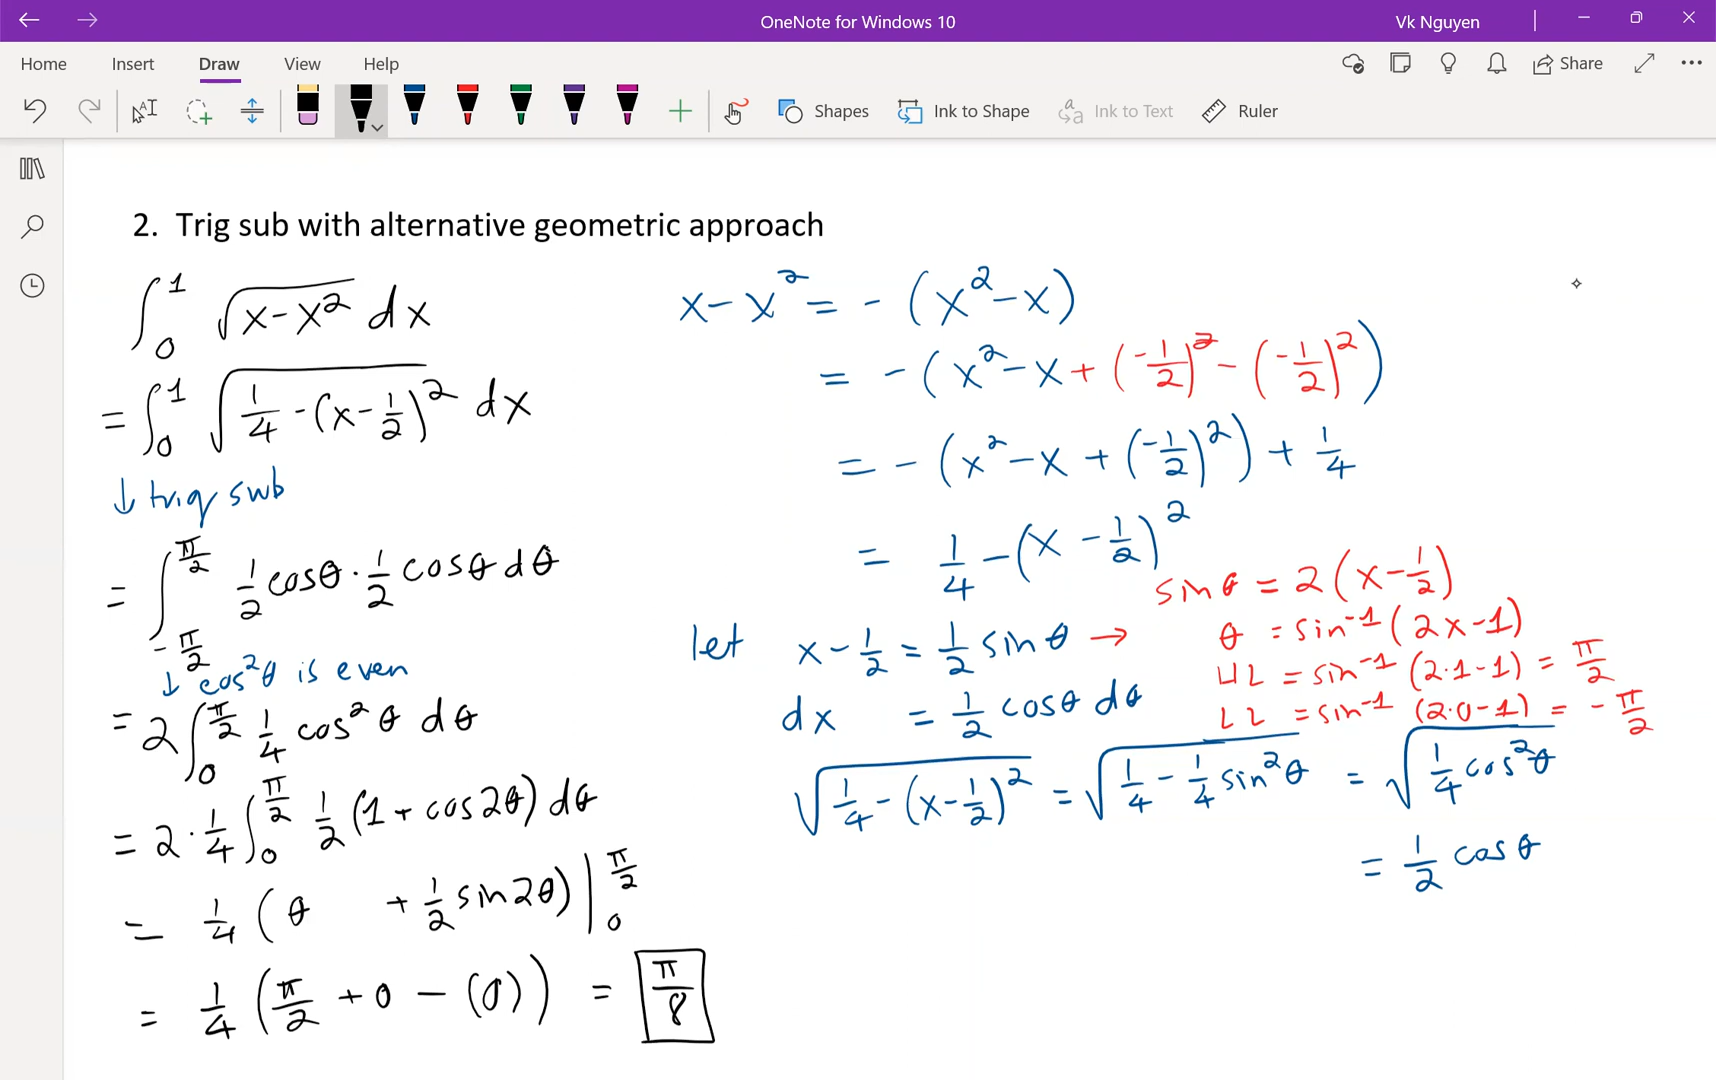 OneNote for Windows 10
Vk Nguyen
Home Insert Draw View Help
Share
Shapes Ink to Shape Ink to Text Ruler
2. Trig sub with alternative geometric approach
∫₀¹ √(x-x²) dx
= ∫₀¹ √(1/4 - (x-1/2)²) dx
↓ trig sub
= ∫_{-π/2}^{π/2} 1/2 cosθ · 1/2 cosθ dθ
↓ cos²θ is even
= 2 ∫₀^{π/2} 1/4 cos²θ dθ
= 2 · 1/4 ∫₀^{π/2} 1/2 (1 + cos2θ) dθ
= 1/4 (θ + 1/2 sin2θ) |₀^{π/2}
= 1/4 (π/2 + 0 - (0)) = π/8
x - x² = - (x² - x)
= - (x² - x + (-1/2)² - (-1/2)²)
= - (x² - x + (-1/2)²) + 1/4
= 1/4 - (x - 1/2)²
let x - 1/2 = 1/2 sinθ →
dx = 1/2 cosθ dθ
sinθ = 2(x - 1/2)
θ = sin⁻¹(2x-1)
UL = sin⁻¹(2·1-1) = π/2
LL = sin⁻¹(2·0-1) = -π/2
√(1/4 - (x-1/2)²) = √(1/4 - 1/4 sin²θ) = √(1/4 cos²θ)
= 1/2 cosθ